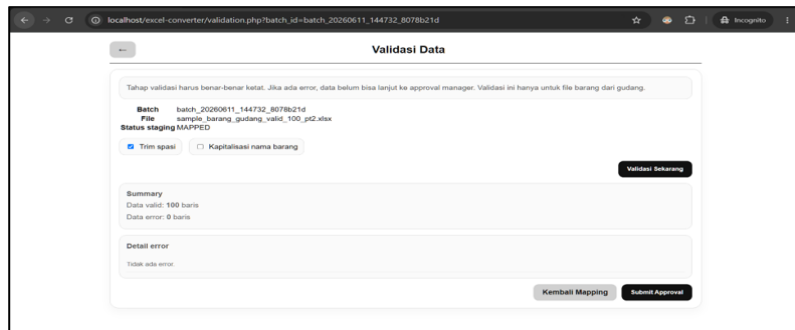 localhost/excel-converter/validation.php?batch_id=batch_20260611_144732_8078b21d
Incognito
Validasi Data
Tahap validasi harus benar-benar ketat. Jika ada error, data belum bisa lanjut ke approval manager. Validasi ini hanya untuk file barang dari gudang.
Batch batch_20260611_144732_8078b21d
File sample_barang_gudang_valid_100_pt2.xlsx
Status staging MAPPED
Trim spasi Kapitalisasi nama barang
Validasi Sekarang
Summary
Data valid: 100 baris
Data error: 0 baris
Detail error
Tidak ada error
Kembali Mapping Submit Approval